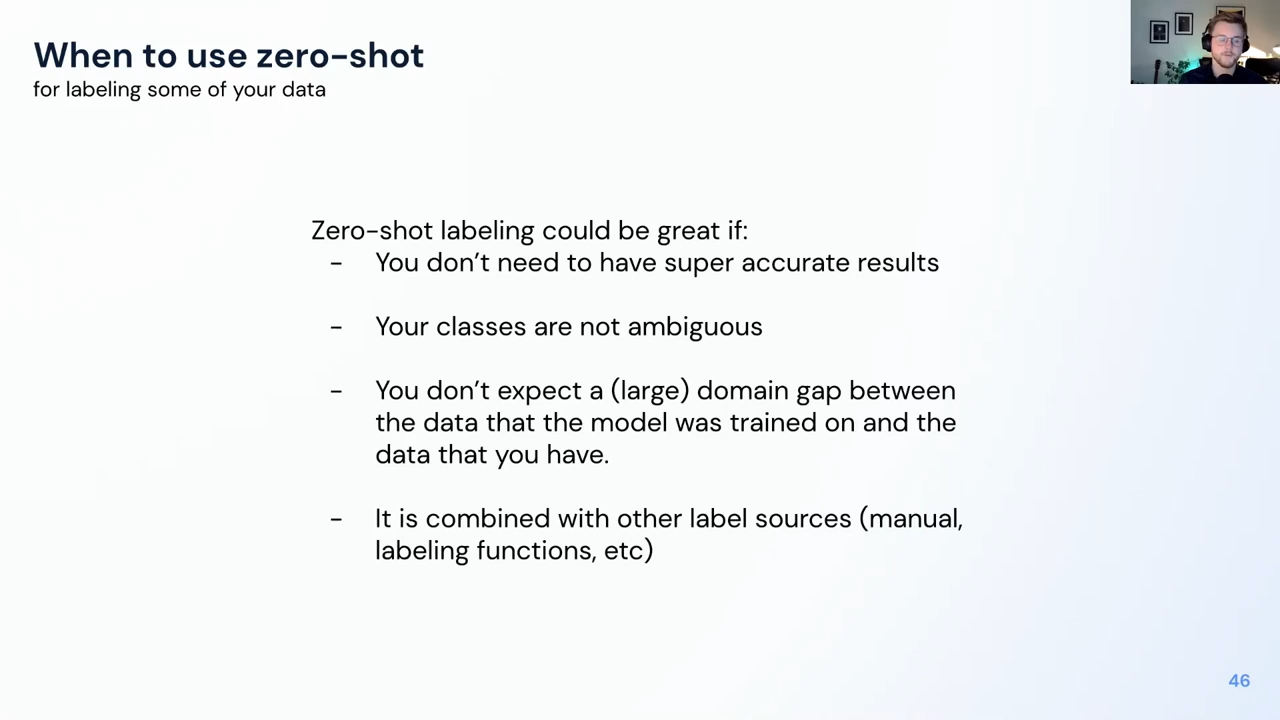 When to use zero-shot
for labeling some of your data
Zero-shot labeling could be great if:
- You don't need to have super accurate results
- Your classes are not ambiguous
- You don't expect a (large) domain gap between
the data that the model was trained on and the
data that you have.
- It is combined with other label sources (manual,
labeling functions, etc)
46